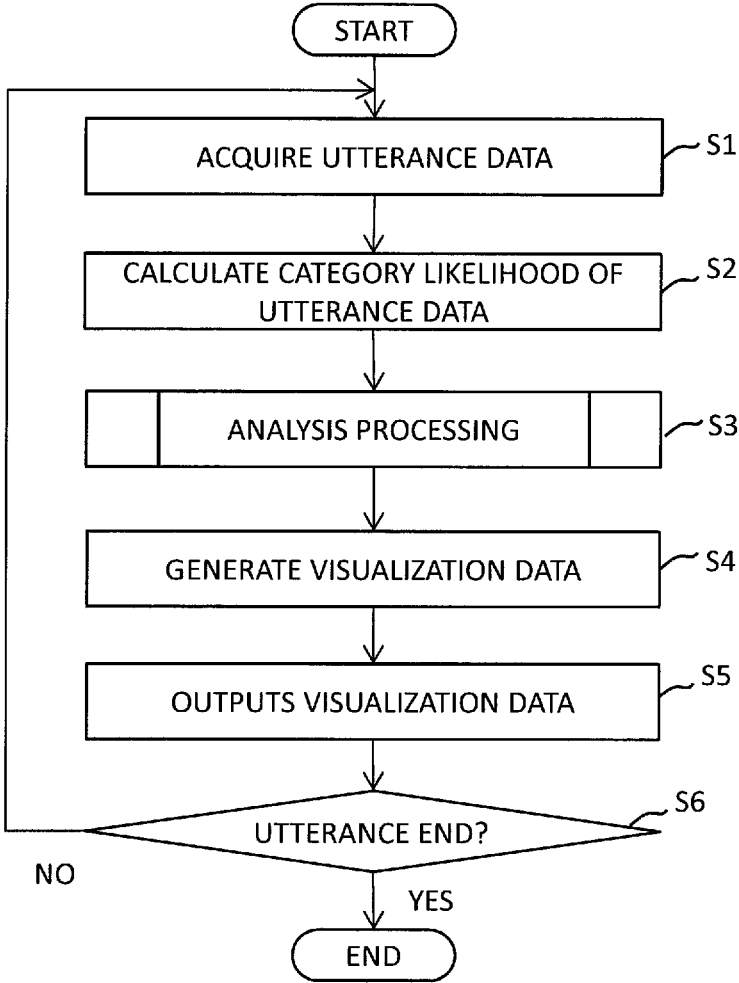 START
ACQUIRE UTTERANCE DATA
S1
CALCULATE CATEGORY LIKELIHOOD OF
UTTERANCE DATA
S2
ANALYSIS PROCESSING
S3
GENERATE VISUALIZATION DATA
S4
OUTPUTS VISUALIZATION DATA
S5
UTTERANCE END?
S6
NO
YES
END